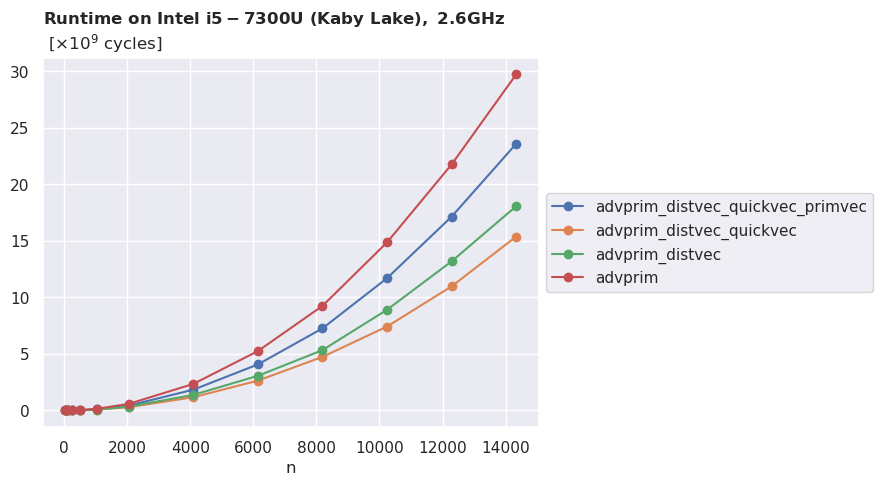 Runtime on Intel i5 − 7300U (Kaby Lake), 2.6GHz
[×10⁹ cycles]
30
25
20
15
10
5
0
0 2000 4000 6000 8000 10000 12000 14000
n
advprim_distvec_quickvec_primvec
advprim_distvec_quickvec
advprim_distvec
advprim